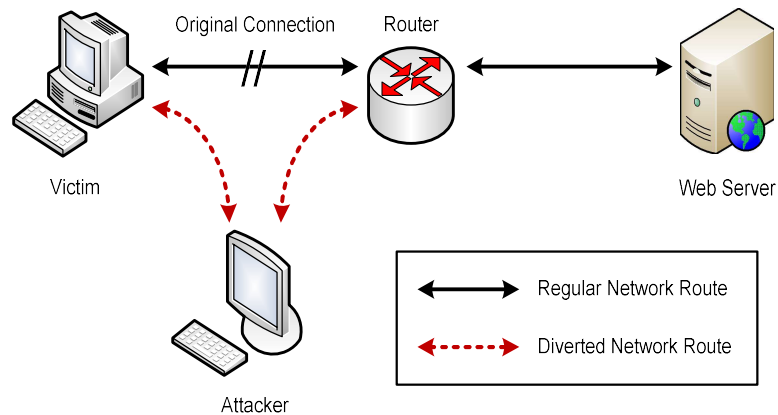 Original Connection
Router
Victim
Web Server
Regular Network Route
Diverted Network Route
Attacker